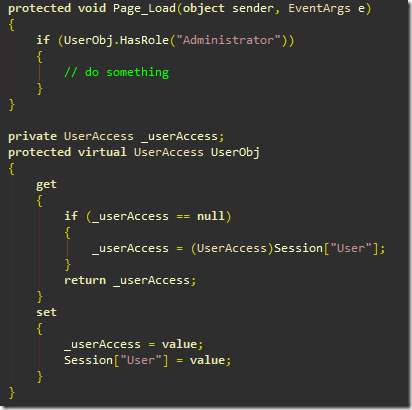 protected void Page_Load(object sender, EventArgs e)
{
    if (UserObj.HasRole("Administrator"))
    {
        // do something
    }
}

private UserAccess _userAccess;
protected virtual UserAccess UserObj
{
    get
    {
        if (_userAccess == null)
        {
            _userAccess = (UserAccess)Session["User"];
        }
        return _userAccess;
    }
    set
    {
        _userAccess = value;
        Session["User"] = value;
    }
}